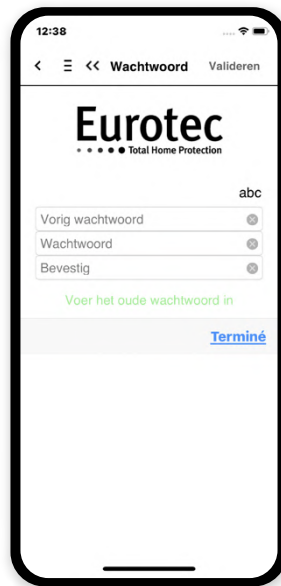 12:38
Wachtwoord Valideren
Eurotec
Total Home Protection
abc
Vorig wachtwoord
Wachtwoord
Bevestig
Voer het oude wachtwoord in
Terminé